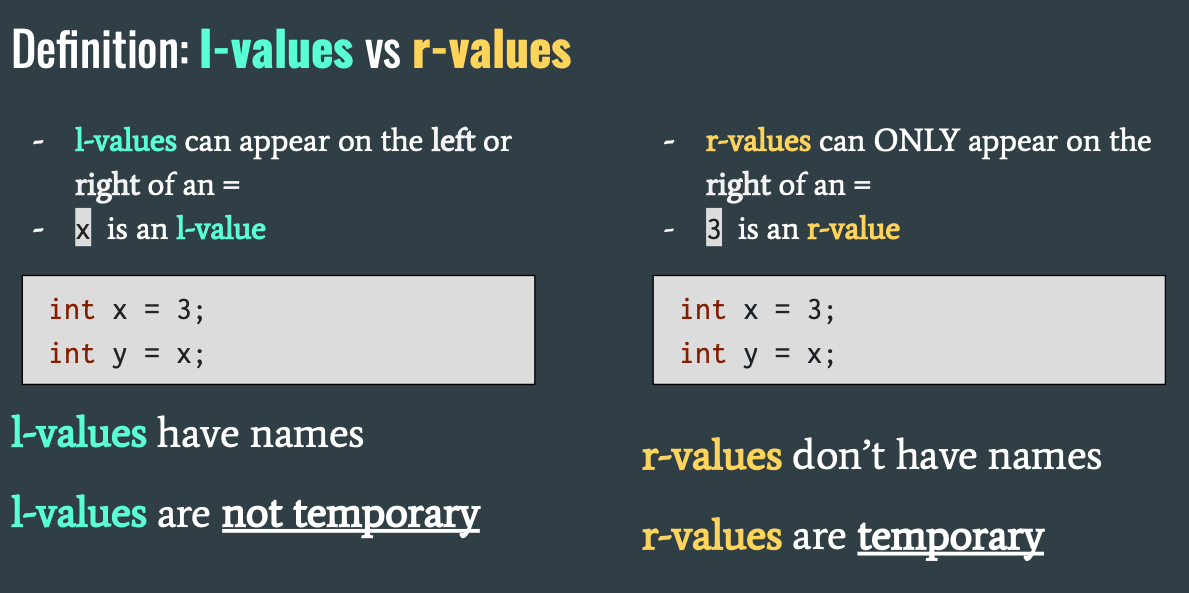 Definition: l-values vs r-values
- l-values can appear on the left or
right of an =
- x is an l-value
int x = 3;
int y = x;
l-values have names
l-values are not temporary
- r-values can ONLY appear on the
right of an =
- 3 is an r-value
int x = 3;
int y = x;
r-values don’t have names
r-values are temporary